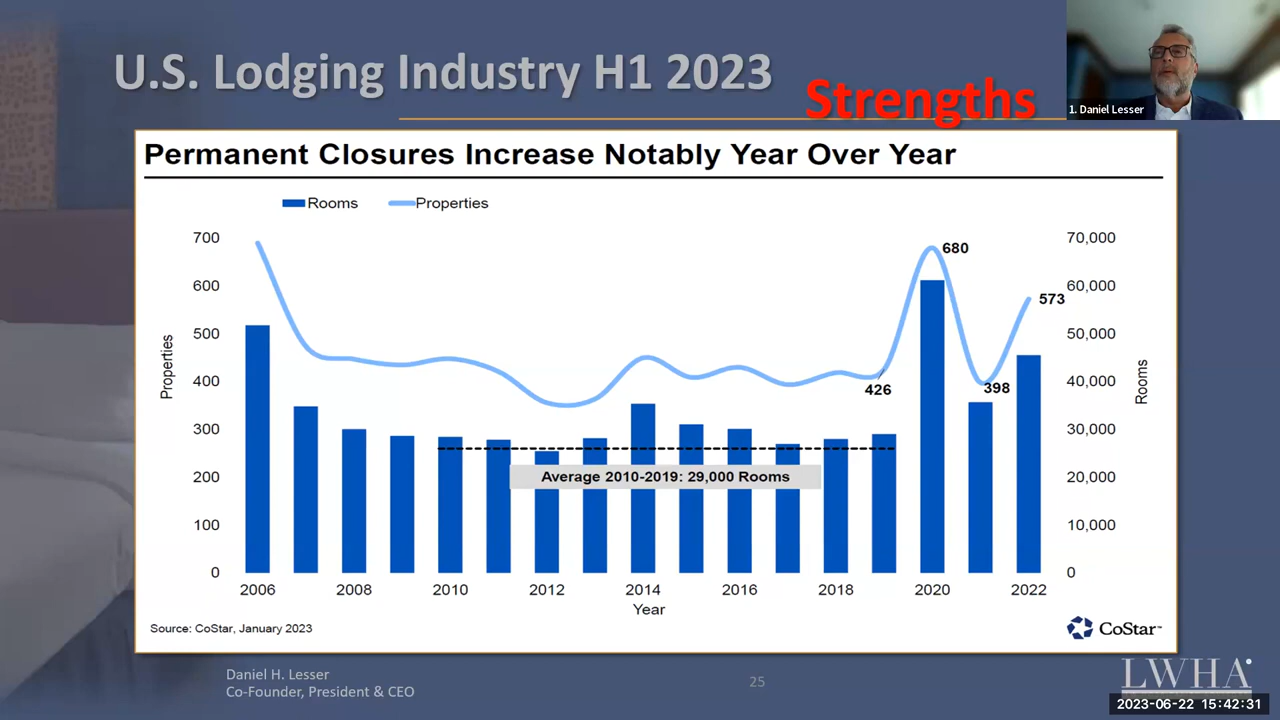 U.S. Lodging Industry H1 2023
Strengths
1. Daniel Lesser
Permanent Closures Increase Notably Year Over Year
Rooms
Properties
700
600
500
400
300
200
100
0
Properties
70,000
60,000
50,000
40,000
30,000
20,000
10,000
0
Rooms
680
573
426
398
Average 2010-2019: 29,000 Rooms
2006 2008 2010 2012 2014 2016 2018 2020 2022
Year
Source: CoStar, January 2023
CoStar™
Daniel H. Lesser
Co-Founder, President & CEO
25
LWHA
2023-06-22 15:42:31